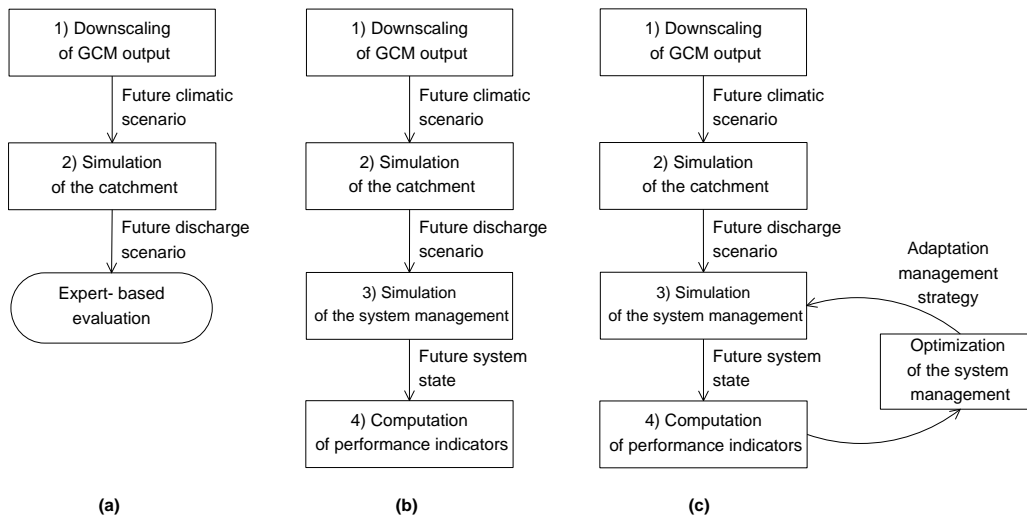 1) Downscaling
of GCM output
Future climatic
scenario
2) Simulation
of the catchment
Future discharge
scenario
Expert- based
evaluation
(a)
1) Downscaling
of GCM output
Future climatic
scenario
2) Simulation
of the catchment
Future discharge
scenario
3) Simulation
of the system management
Future system
state
4) Computation
of performance indicators
(b)
1) Downscaling
of GCM output
Future climatic
scenario
2) Simulation
of the catchment
Future discharge
scenario
3) Simulation
of the system management
Future system
state
4) Computation
of performance indicators
Adaptation
management
strategy
Optimization
of the system
management
(c)